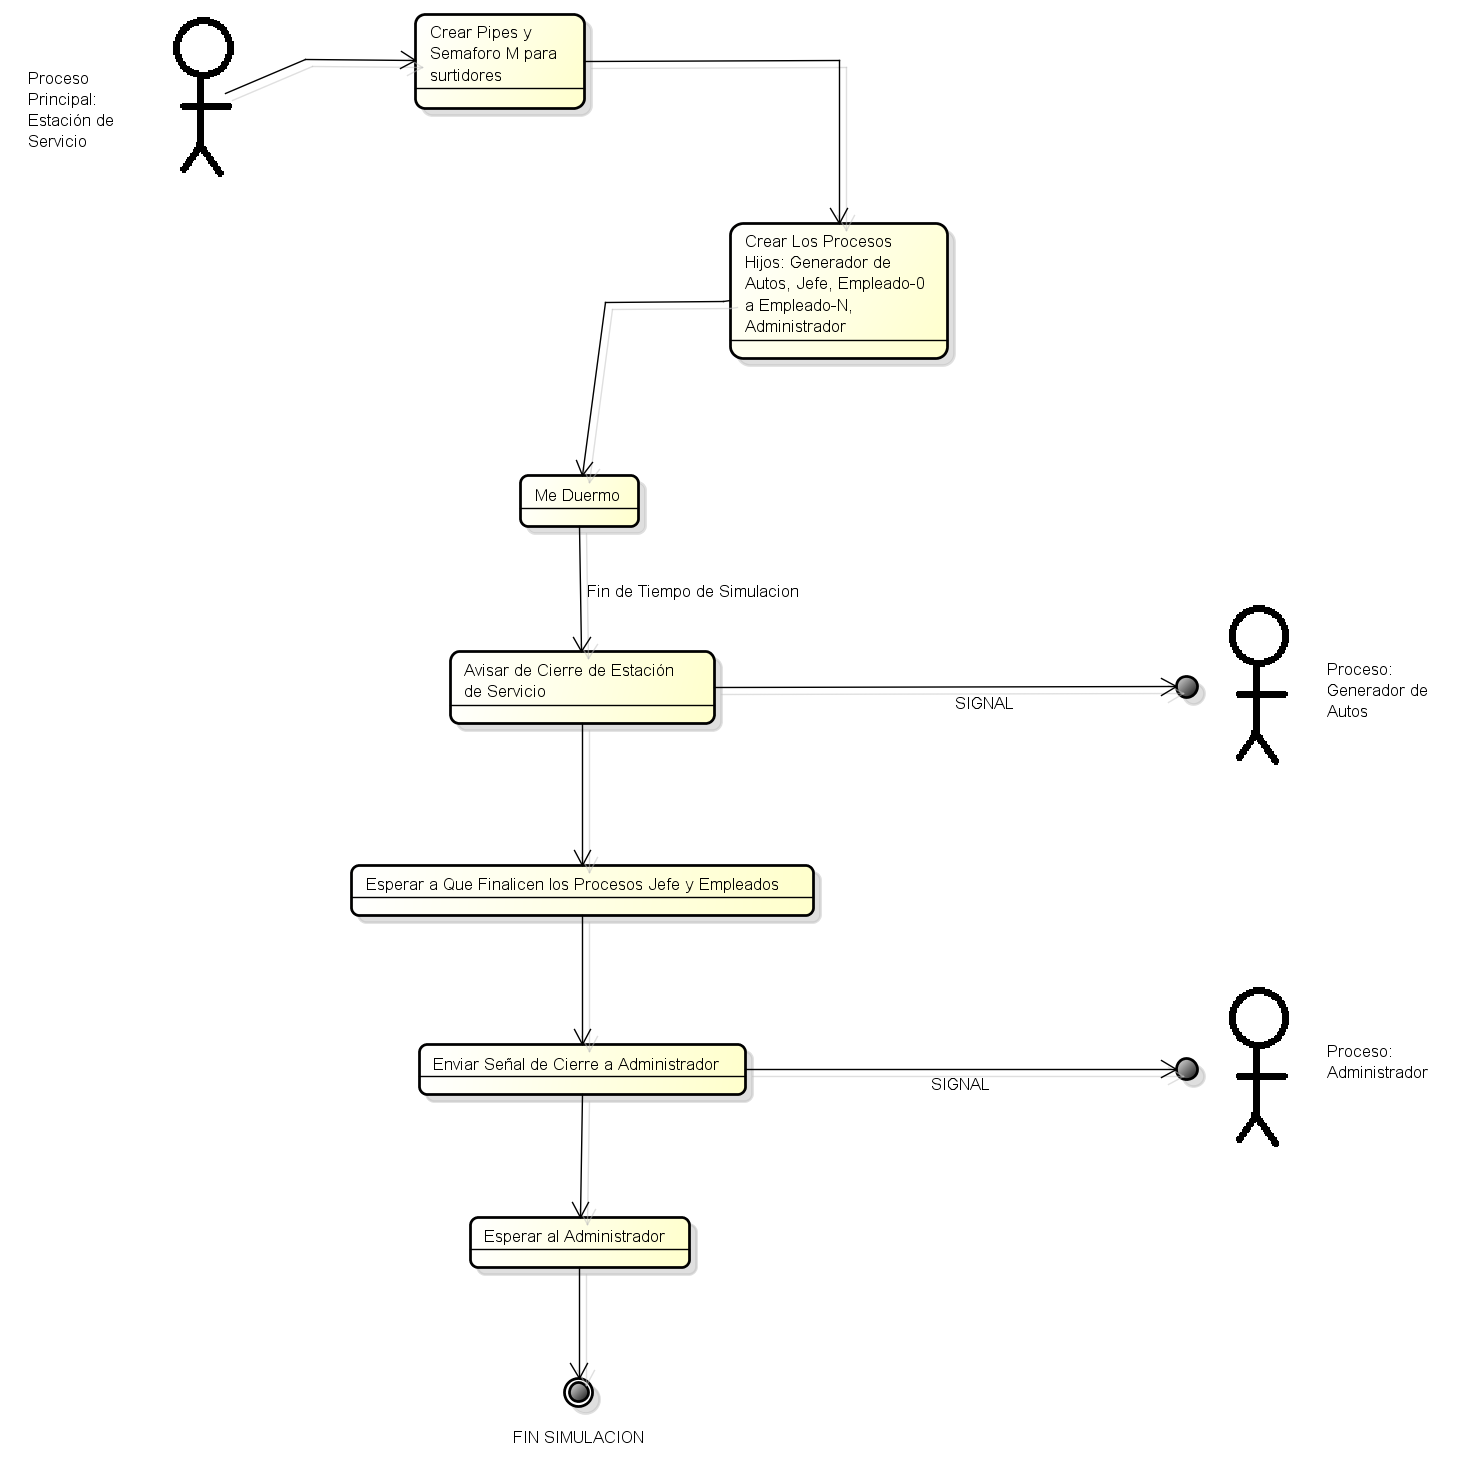 Proceso
Principal:
Estación de
Servicio
Crear Pipes y
Semaforo M para
surtidores
Crear Los Procesos
Hijos: Generador de
Autos, Jefe, Empleado-0
a Empleado-N,
Administrador
Me Duermo
Fin de Tiempo de Simulacion
Avisar de Cierre de Estación
de Servicio
SIGNAL
Proceso:
Generador de
Autos
Esperar a Que Finalicen los Procesos Jefe y Empleados
Enviar Señal de Cierre a Administrador
SIGNAL
Proceso:
Administrador
Esperar al Administrador
FIN SIMULACION